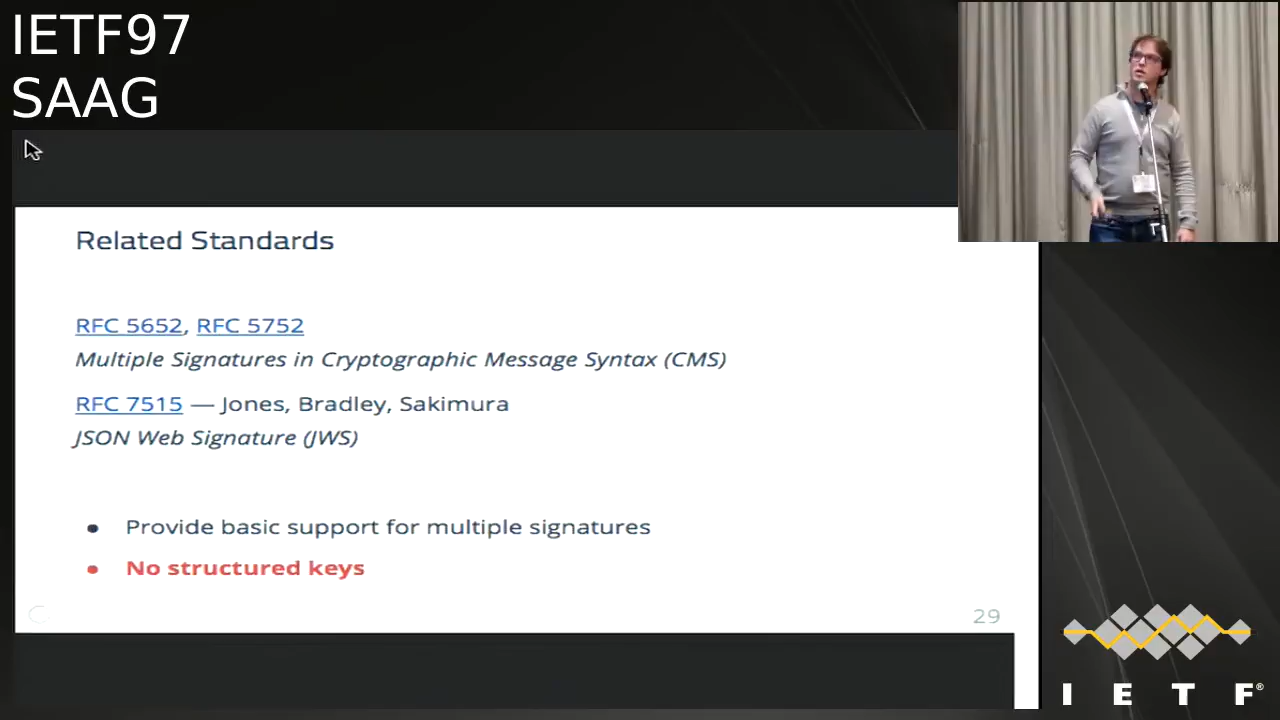 IETF97
SAAG
Related Standards
RFC 5652, RFC 5752
Multiple Signatures in Cryptographic Message Syntax (CMS)
RFC 7515 — Jones, Bradley, Sakimura
JSON Web Signature (JWS)
• Provide basic support for multiple signatures
• No structured keys
29
I E T F®